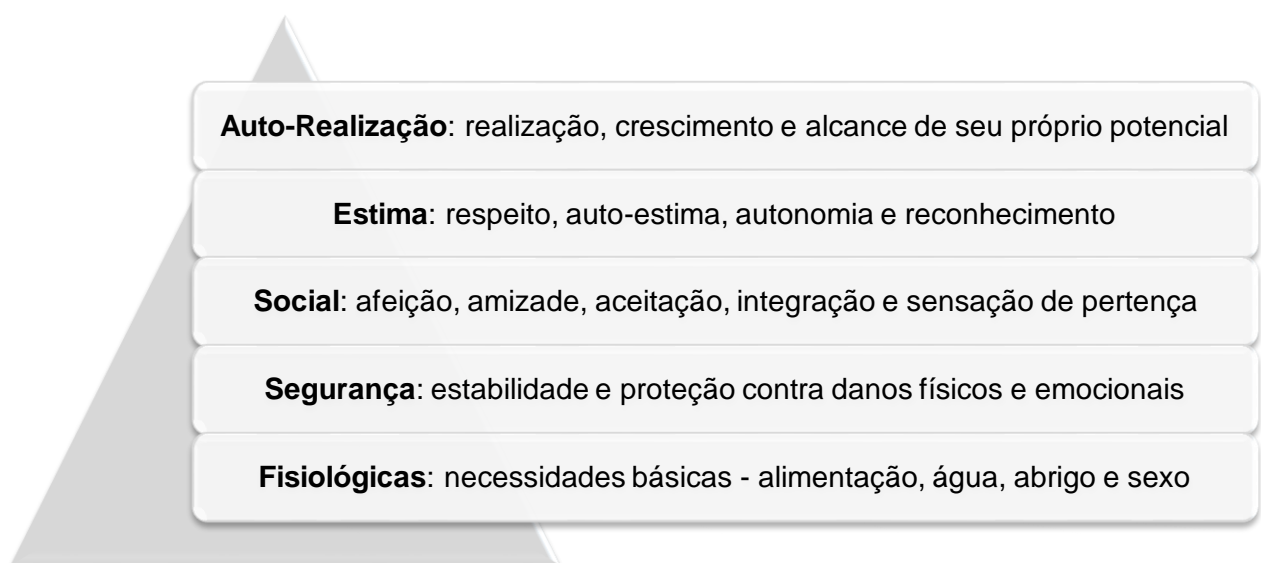 Auto-Realização: realização, crescimento e alcance de seu próprio potencial
Estima: respeito, auto-estima, autonomia e reconhecimento
Social: afeição, amizade, aceitação, integração e sensação de pertença
Segurança: estabilidade e proteção contra danos físicos e emocionais
Fisiológicas: necessidades básicas - alimentação, água, abrigo e sexo